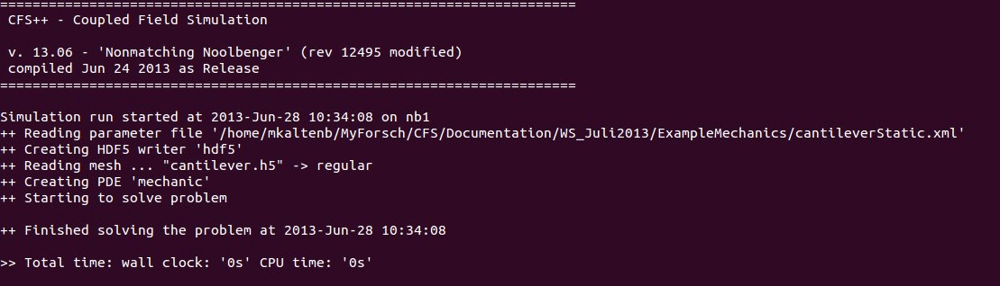 =======================================================================
CFS++ - Coupled Field Simulation
v. 13.06 - 'Nonmatching Noolbenger' (rev 12495 modified)
compiled Jun 24 2013 as Release
=======================================================================
Simulation run started at 2013-Jun-28 10:34:08 on nb1
++ Reading parameter file '/home/mkaltenb/MyForsch/CFS/Documentation/WS_Juli2013/ExampleMechanics/cantileverStatic.xml'
++ Creating HDF5 writer 'hdf5'
++ Reading mesh ... "cantilever.h5" -> regular
++ Creating PDE 'mechanic'
++ Starting to solve problem
++ Finished solving the problem at 2013-Jun-28 10:34:08
>> Total time: wall clock: '0s' CPU time: '0s'